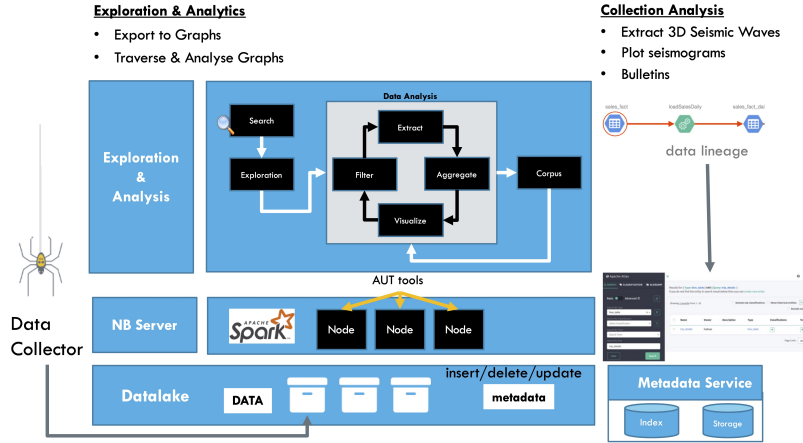 Exploration & Analytics
• Export to Graphs
• Traverse & Analyse Graphs
Collection Analysis
• Extract 3D Seismic Waves
• Plot seismograms
• Bulletins
sales_fact
loadSalesDaily
sales_fact_dai
data lineage
Exploration
&
Analysis
Data Analysis
Search
Exploration
Extract
Filter
Aggregate
Visualize
Corpus
AUT tools
NB Server
APACHE
Spark
Node
Node
Node
Data
Collector
Datalake
DATA
insert/delete/update
metadata
Metadata Service
Index
Storage